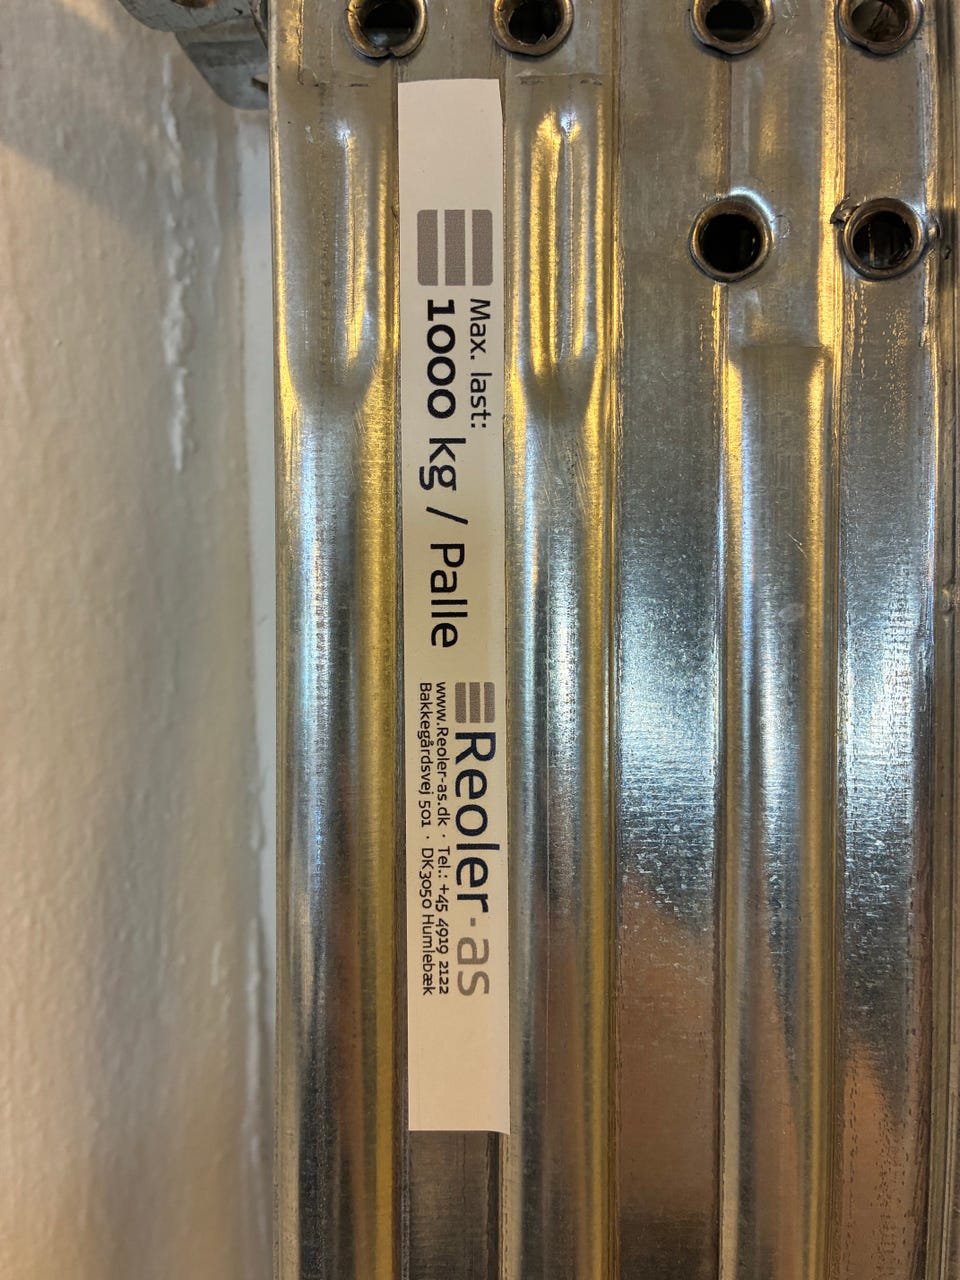 Max. last:
1000 kg / Palle
Reoler-as
www.Reoler-as.dk · Tel.: +45 4919 2122
Bakkegårdsvej 501 · DK3050 Humlebæk